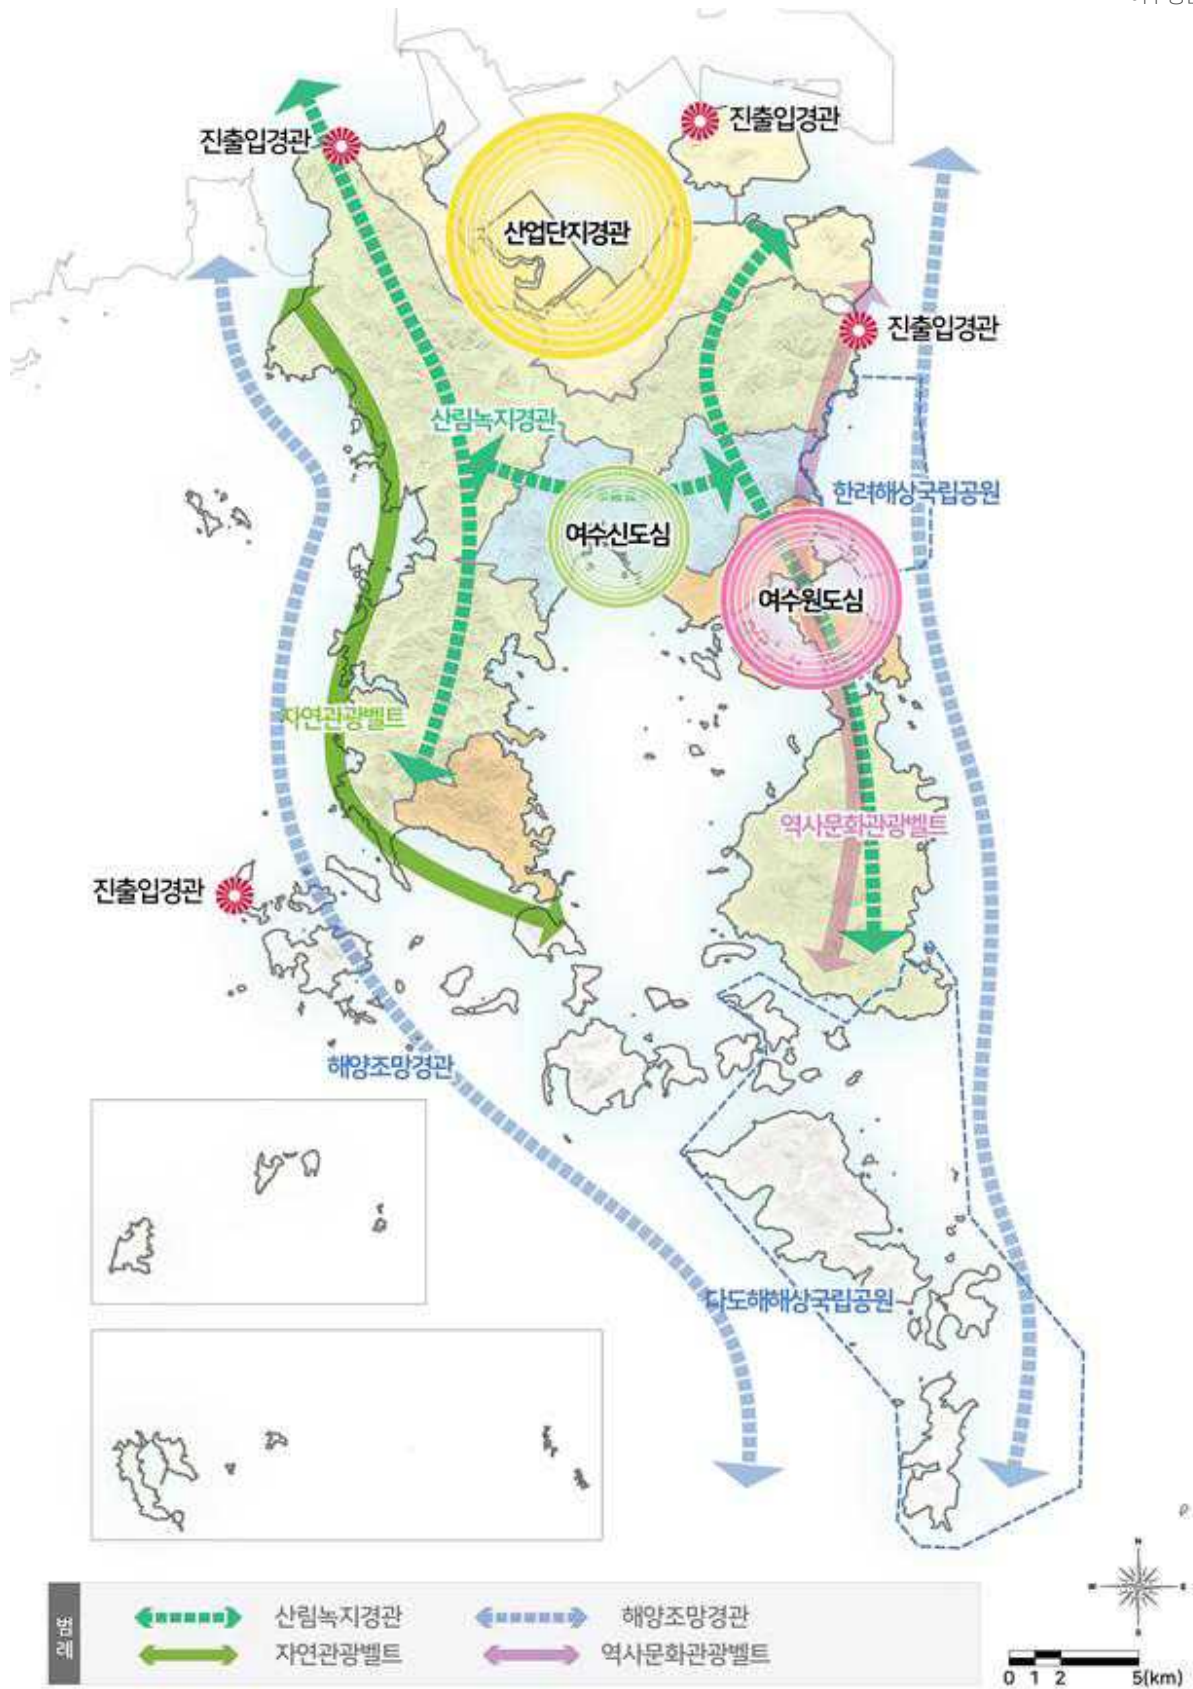 진출입경관
진출입경관
산업단지경관
진출입경관
산림녹지경관
한려해상국립공원
여수신도심
여수원도심
자연관광벨트
역사문화관광벨트
진출입경관
해양조망경관
다도해해상국립공원
N
범례
산림녹지경관
해양조망경관
자연관광벨트
역사문화관광벨트
0 1 2 5(km)